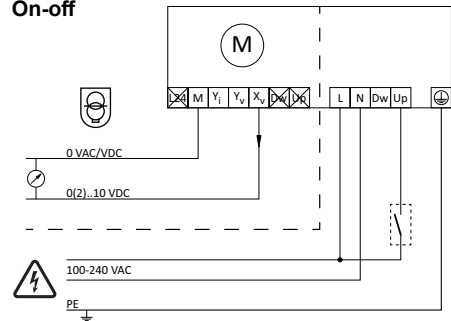 On-off
M
L24 M Yi Yv Xv Dw Up L N Dw Up
0 VAC/VDC
0(2)..10 VDC
100-240 VAC
PE